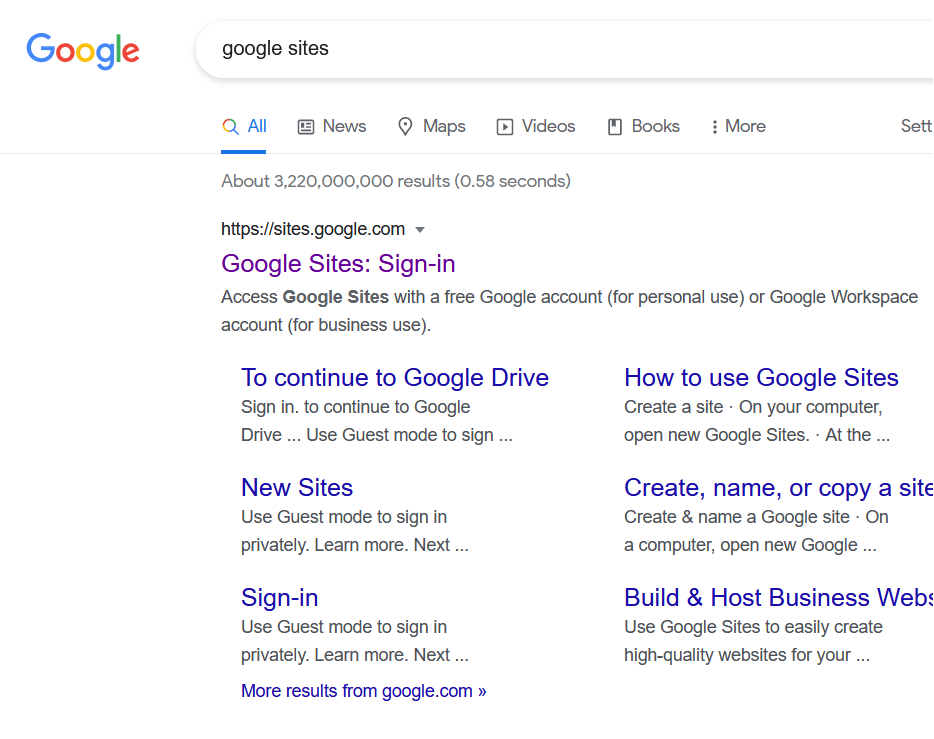 Google
google sites
All News Maps Videos Books More Sett
About 3,220,000,000 results (0.58 seconds)
https://sites.google.com
Google Sites: Sign-in
Access Google Sites with a free Google account (for personal use) or Google Workspace
account (for business use).
To continue to Google Drive
Sign in. to continue to Google
Drive ... Use Guest mode to sign ...
How to use Google Sites
Create a site · On your computer,
open new Google Sites. · At the ...
New Sites
Use Guest mode to sign in
privately. Learn more. Next ...
Create, name, or copy a site
Create & name a Google site · On
a computer, open new Google ...
Sign-in
Use Guest mode to sign in
privately. Learn more. Next ...
Build & Host Business Webs
Use Google Sites to easily create
high-quality websites for your ...
More results from google.com »